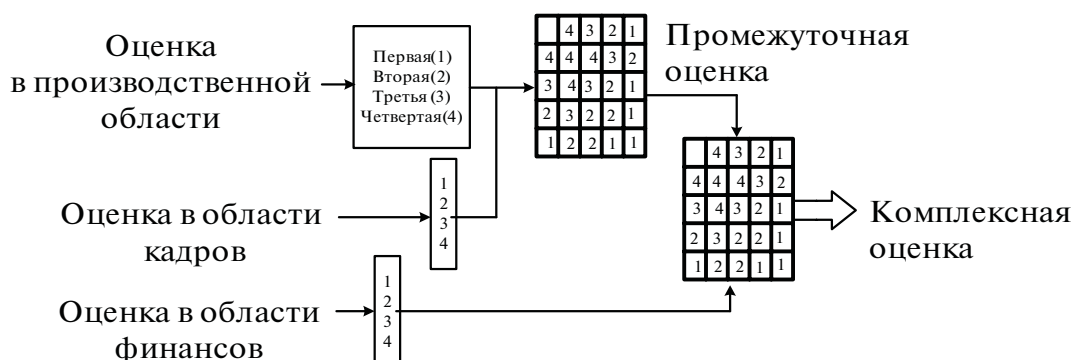 Оценка
в производственной
области
Первая(1)
Вторая(2)
Третья (3)
Четвертая(4)
4 3 2 1
4 4 4 3 2
3 4 3 2 1
2 3 2 2 1
1 2 2 1 1
Промежуточная
оценка
Оценка в области
кадров
1
2
3
4
4 3 2 1
4 4 4 3 2
3 4 3 2 1
2 3 2 2 1
1 2 2 1 1
Комплексная
оценка
Оценка в области
финансов
1
2
3
4